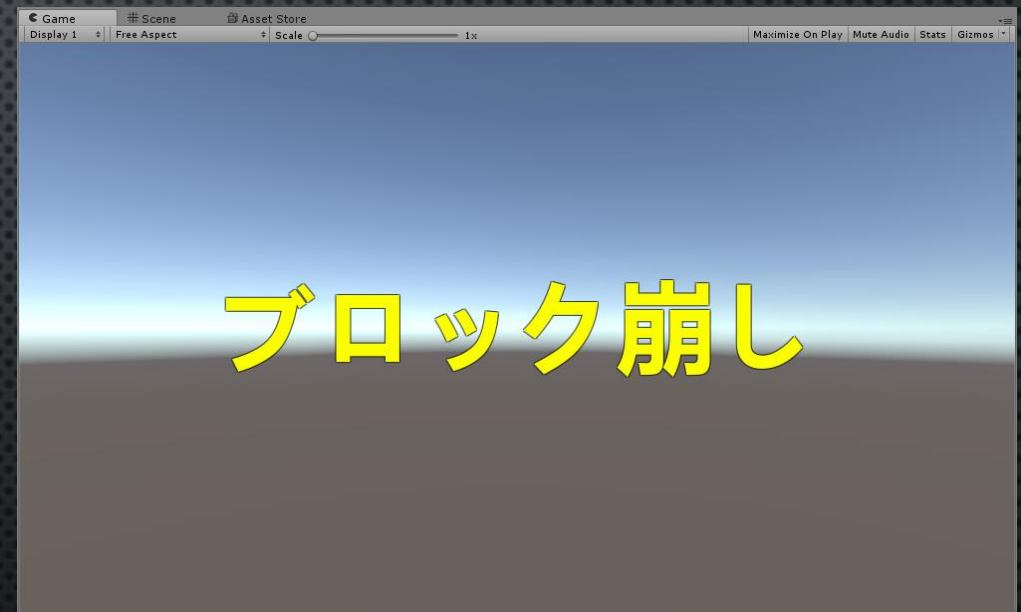 Game Scene Asset Store
Display 1 Free Aspect Scale 1x Maximize On Play Mute Audio Stats Gizmos
ブロック崩し